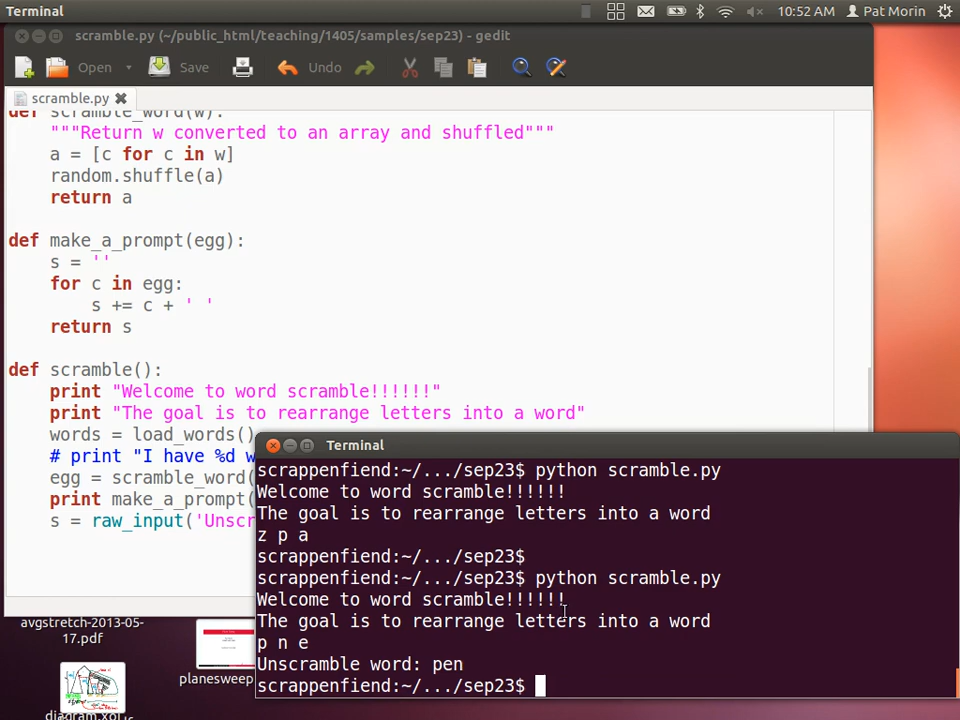 Terminal
10:52 AM
Pat Morin
scramble.py (~/public_html/teaching/1405/samples/sep23) - gedit
Open
Save
Undo
scramble.py
def scramble_word(w):
"""Return w converted to an array and shuffled"""
a = [c for c in w]
random.shuffle(a)
return a
def make_a_prompt(egg):
s = ''
for c in egg:
s += c + ' '
return s
def scramble():
print "Welcome to word scramble!!!!!!"
print "The goal is to rearrange letters into a word"
words = load_words()
# print "I have %d w
egg = scramble_word(
print make_a_prompt(
s = raw_input('Unscr
Terminal
scrappenfiend:~/.../sep23$ python scramble.py
Welcome to word scramble!!!!!!
The goal is to rearrange letters into a word
z p a
scrappenfiend:~/.../sep23$
scrappenfiend:~/.../sep23$ python scramble.py
Welcome to word scramble!!!!!!
The goal is to rearrange letters into a word
p n e
Unscramble word: pen
scrappenfiend:~/.../sep23$
avgstretch-2013-05-
17.pdf
planesweep
diagram.xoj